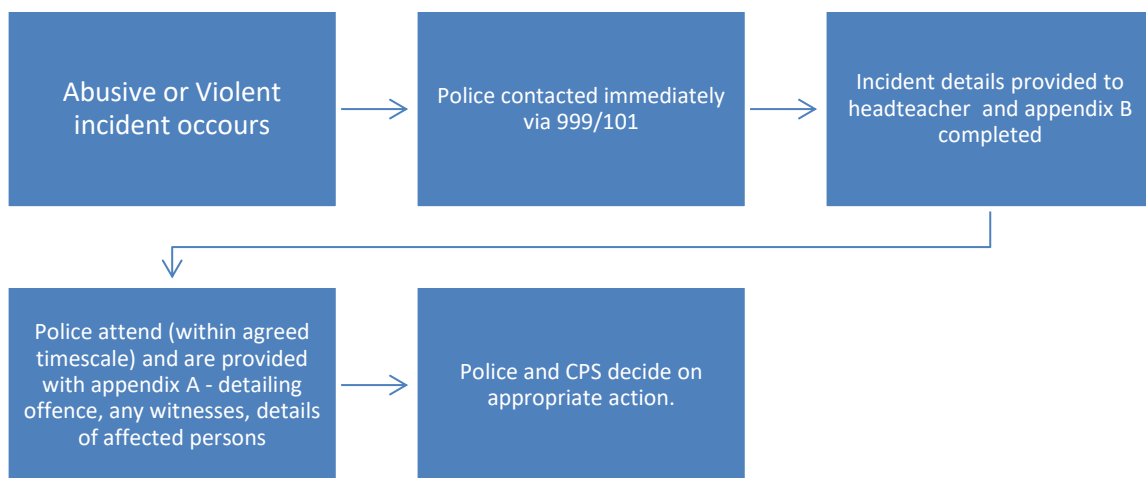 Abusive or Violent
incident occours
Police contacted immediately
via 999/101
Incident details provided to
headteacher and appendix B
completed
Police attend (within agreed
timescale) and are provided
with appendix A - detailing
offence, any witnesses, details
of affected persons
Police and CPS decide on
appropriate action.